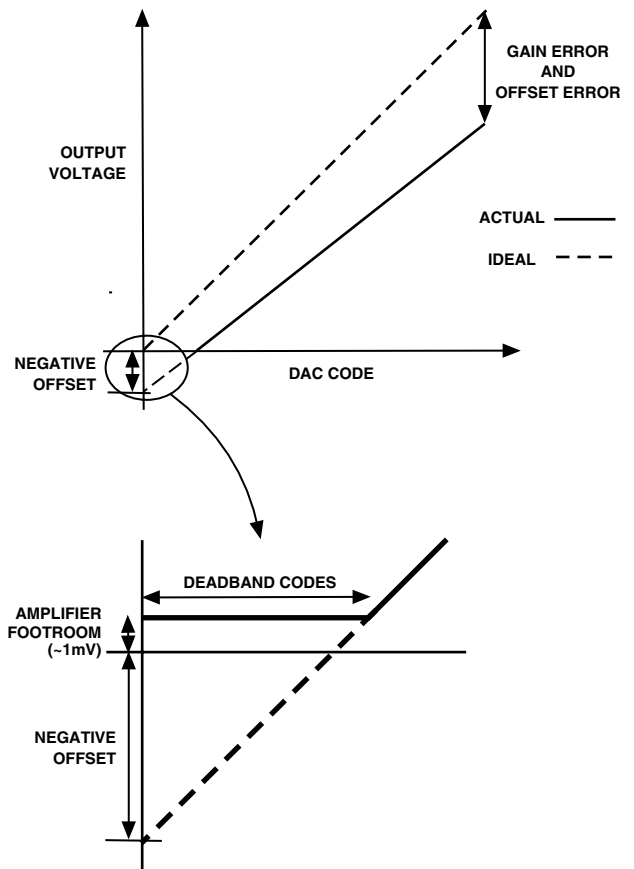 GAIN ERROR
AND
OFFSET ERROR
OUTPUT
VOLTAGE
ACTUAL
IDEAL
NEGATIVE
OFFSET
DAC CODE
DEADBAND CODES
AMPLIFIER
FOOTROOM
(~1mV)
NEGATIVE
OFFSET